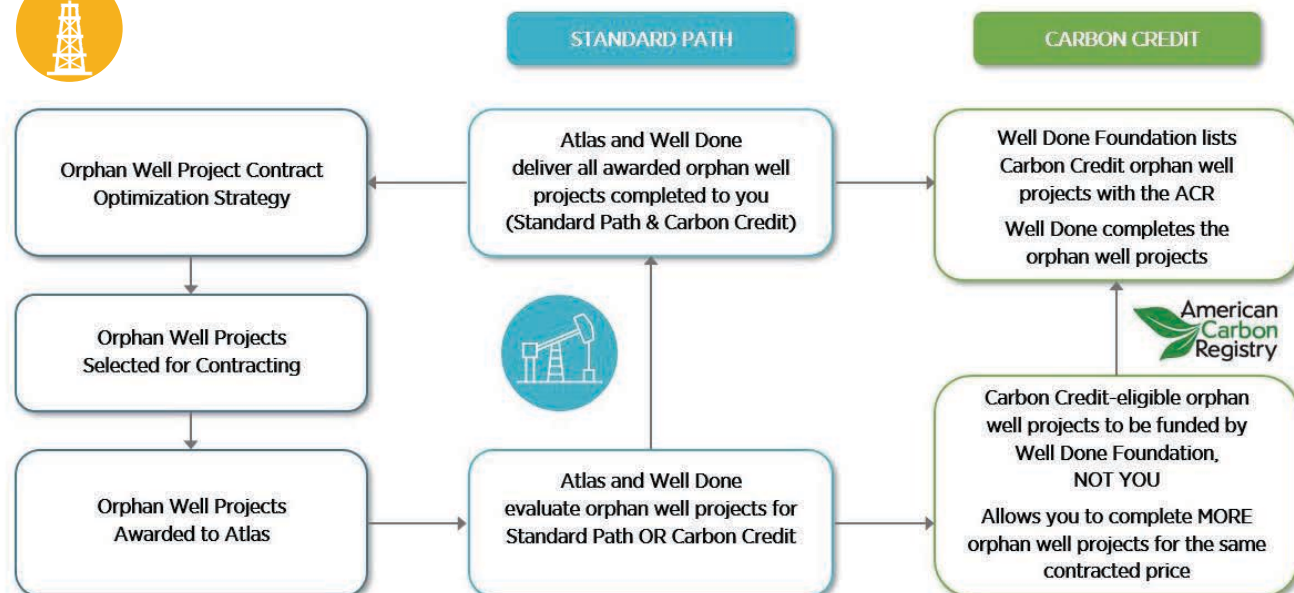 STANDARD PATH
CARBON CREDIT
Orphan Well Project Contract
Optimization Strategy
Atlas and Well Done
deliver all awarded orphan well
projects completed to you
(Standard Path & Carbon Credit)
Well Done Foundation lists
Carbon Credit orphan well
projects with the ACR
Well Done completes the
orphan well projects
Orphan Well Projects
Selected for Contracting
American
Carbon
Registry
Orphan Well Projects
Awarded to Atlas
Atlas and Well Done
evaluate orphan well projects for
Standard Path OR Carbon Credit
Carbon Credit-eligible orphan
well projects to be funded by
Well Done Foundation,
NOT YOU
Allows you to complete MORE
orphan well projects for the same
contracted price